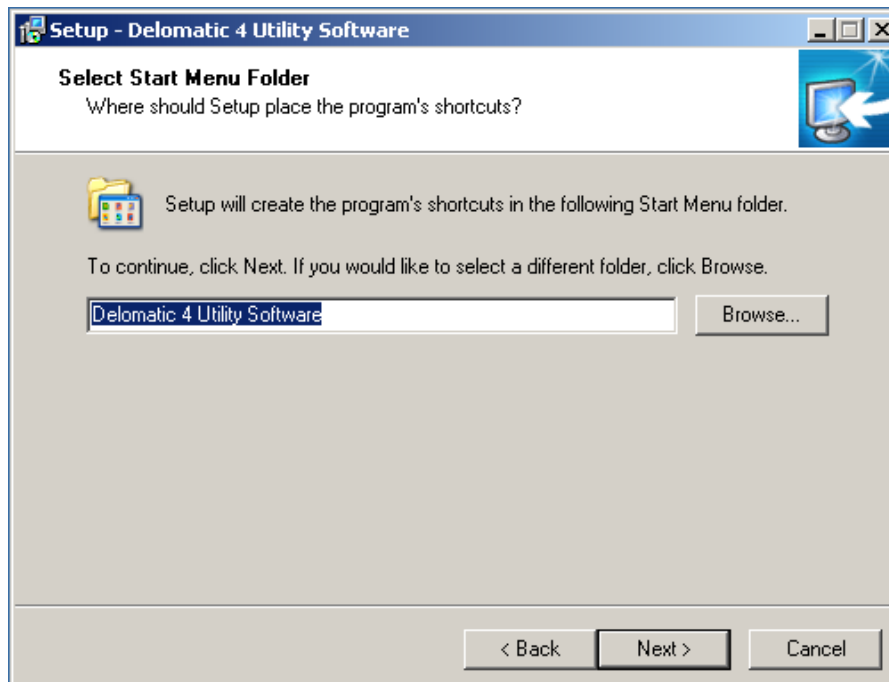 Setup - Delomatic 4 Utility Software
Select Start Menu Folder
Where should Setup place the program's shortcuts?
Setup will create the program's shortcuts in the following Start Menu folder.
To continue, click Next. If you would like to select a different folder, click Browse.
Delomatic 4 Utility Software
Browse...
< Back
Next >
Cancel